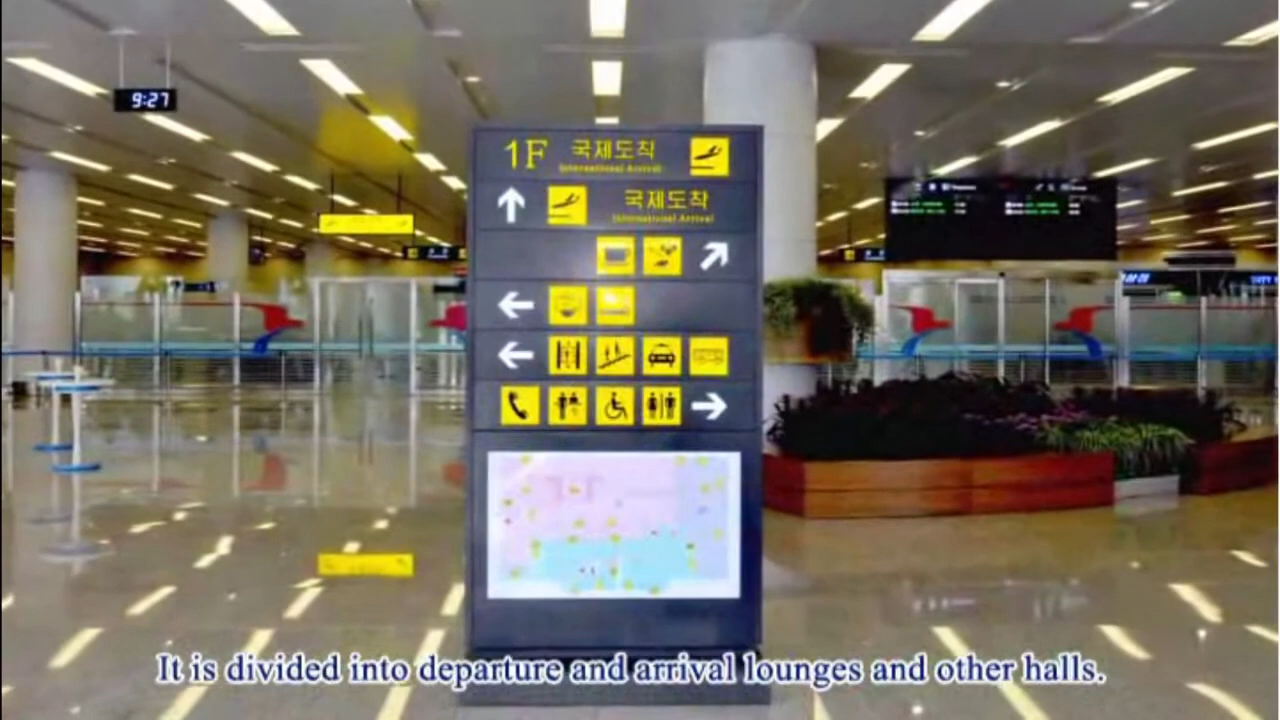 9:27
1F 국제도착
International Arrival
국제도착
International Arrival
It is divided into departure and arrival lounges and other halls.